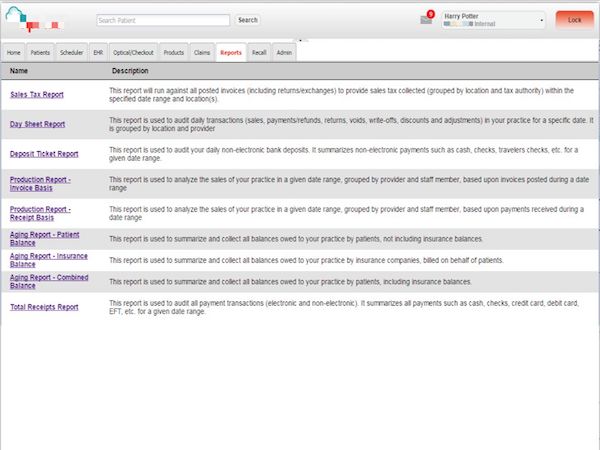 Search Patient
Search
9
Harry Potter
Internal
Lock
Home Patients Scheduler EHR Optical/Checkout Products Claims Reports Recall Admin
Name Description
Sales Tax Report
This report will run against all posted invoices (including returns/exchanges) to provide sales tax collected (grouped by location and tax authority) within the
specified date range and location(s).
Day Sheet Report
This report is used to audit daily transactions (sales, payments/refunds, returns, voids, write-offs, discounts and adjustments) in your practice for a specific date. It
is grouped by location and provider
Deposit Ticket Report
This report is used to audit your daily non-electronic bank deposits. It summarizes non-electronic payments such as cash, checks, travelers checks, etc. for a
given date range.
Production Report -
Invoice Basis
This report is used to analyze the sales of your practice in a given date range, grouped by provider and staff member, based upon invoices posted during a date
range
Production Report -
Receipt Basis
This report is used to analyze the sales of your practice in a given date range, grouped by provider and staff member, based upon payments received during a
date range
Aging Report - Patient
Balance
This report is used to summarize and collect all balances owed to your practice by patients, not including insurance balances.
Aging Report - Insurance
Balance
This report is used to summarize and collect all balances owed to your practice by insurance companies, billed on behalf of patients.
Aging Report - Combined
Balance
This report is used to summarize and collect all balances owed to your practice by patients, including insurance balances.
Total Receipts Report
This report is used to audit all payment transactions (electronic and non-electronic). It summarizes all payments such as cash, checks, credit card, debit card,
EFT, etc. for a given date range.